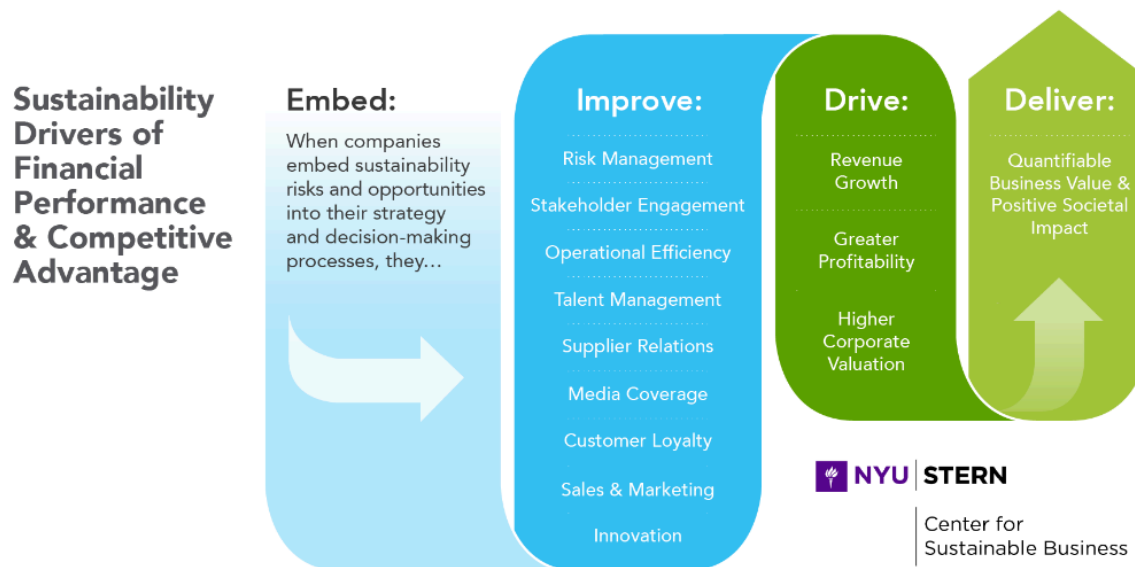 Sustainability
Drivers of
Financial
Performance
& Competitive
Advantage
Embed:
When companies
embed sustainability
risks and opportunities
into their strategy
and decision-making
processes, they...
Improve:
Risk Management
Stakeholder Engagement
Operational Efficiency
Talent Management
Supplier Relations
Media Coverage
Customer Loyalty
Sales & Marketing
Innovation
Drive:
Revenue
Growth
Greater
Profitability
Higher
Corporate
Valuation
Deliver:
Quantifiable
Business Value &
Positive Societal
Impact
NYU STERN
Center for
Sustainable Business